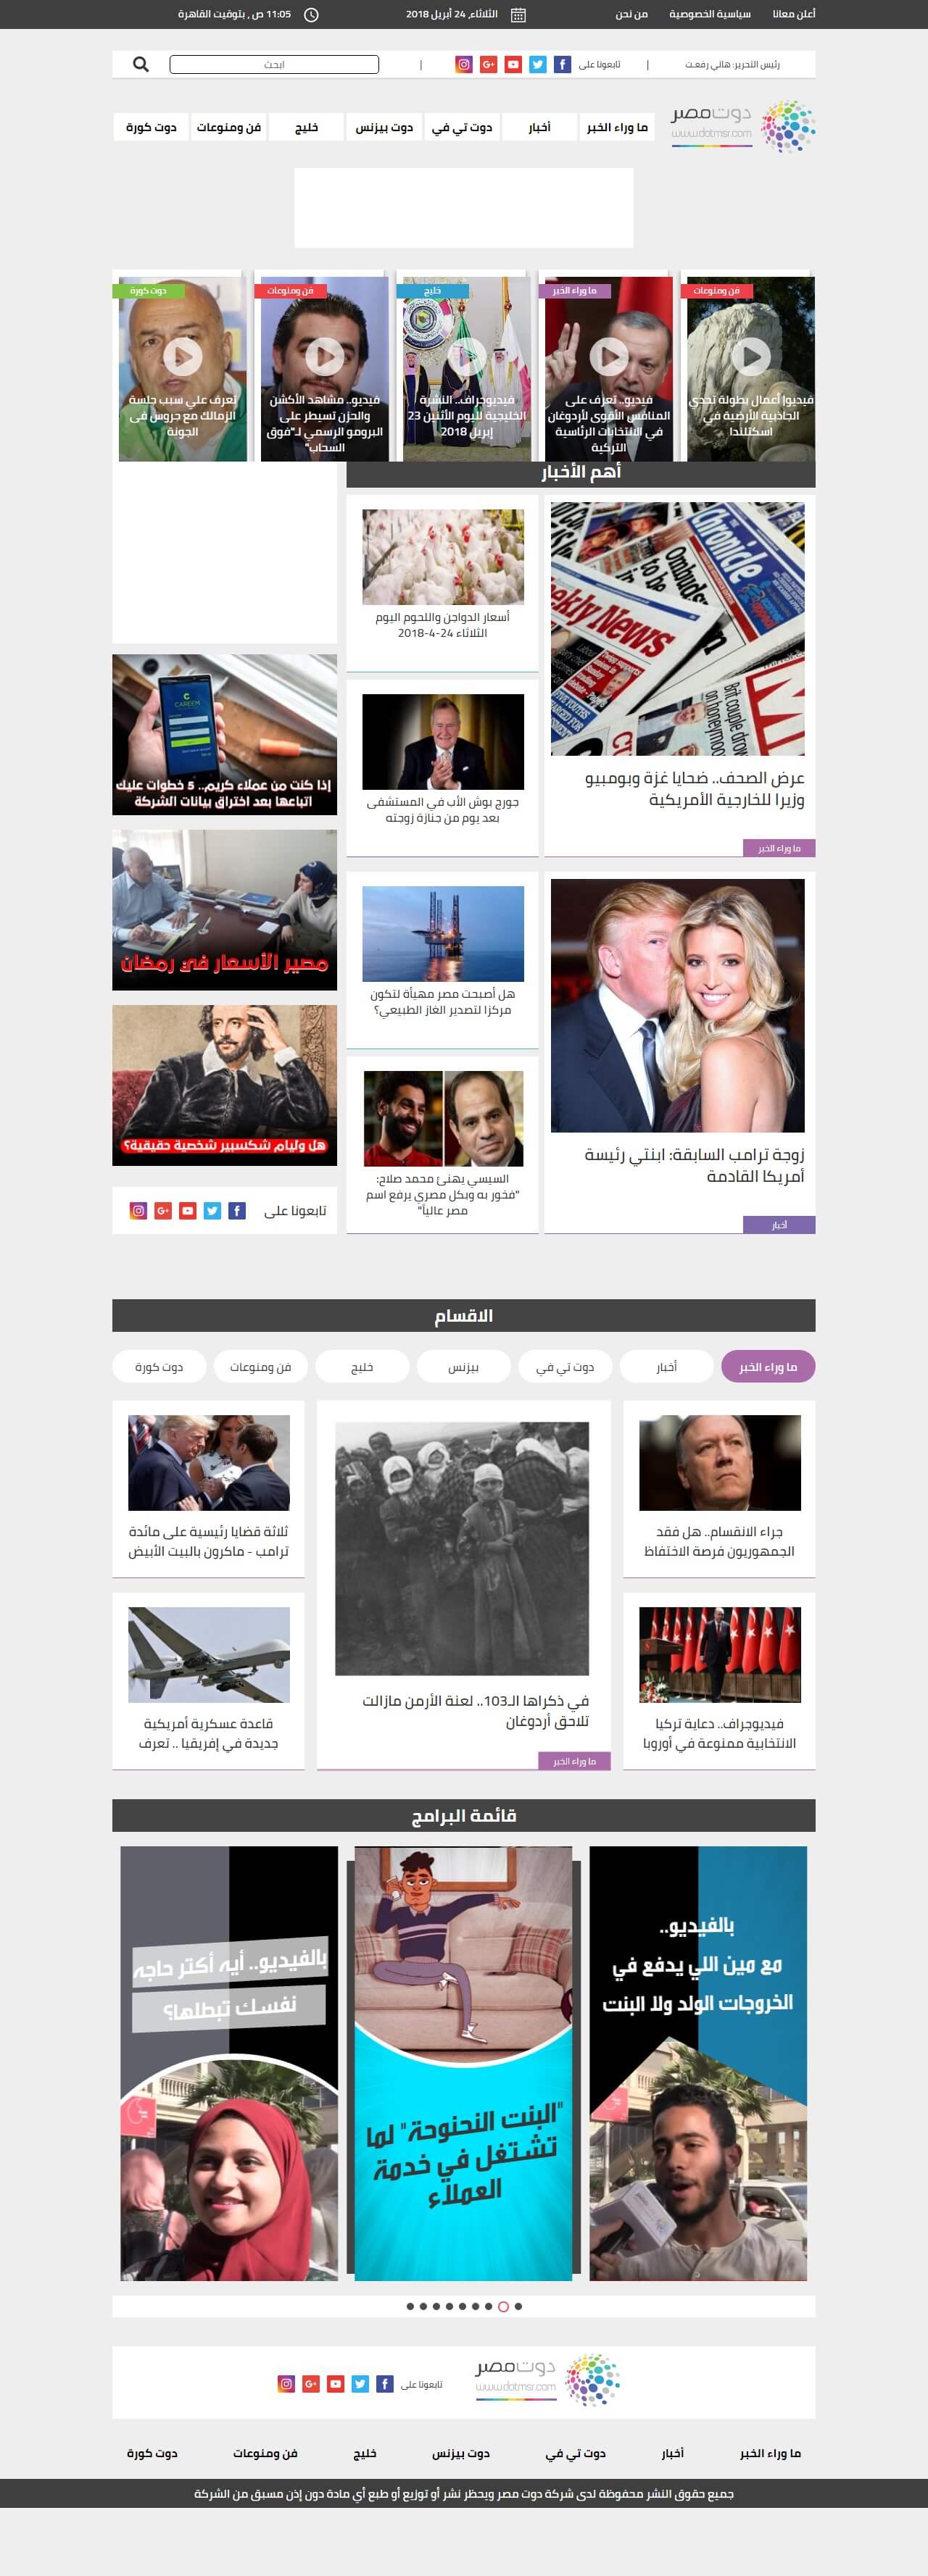 أعلن معانا
سياسية الخصوصية
من نحن
الثلاثاء، 24 أبريل 2018
11:05 ص , بتوقيت القاهرة
رئيس التحرير: هاني رفعت
|
تابعونا على
|
ابحث
دوت مصر
www.dotmsr.com
ما وراء الخبر
أخبار
دوت تي في
دوت بيزنس
خليج
فن ومنوعات
دوت كورة
فن ومنوعات
فيديو| أعمال بطولة تحدي
الجاذبية الأرضية في
اسكتلندا
ما وراء الخبر
فيديو.. تعرف على
المنافس الأقوى لأردوغان
في الانتخابات الرئاسية
التركية
خليج
فيديوجراف.. النشرة
الخليجية لليوم الأثنين 23
إبريل 2018
فن ومنوعات
فيديو.. مشاهد الأكشن
والحزن تسيطر على
البرومو الرسمي لـ"فوق
السحاب"
دوت كورة
تعرف علي سبب جلسة
الزمالك مع جروس في
الجونة
أهم الأخبار
Chronicle
ekly News
عرض الصحف.. ضحايا غزة وبومبيو
وزيرا للخارجية الأمريكية
ما وراء الخبر
زوجة ترامب السابقة: ابنتي رئيسة
أمريكا القادمة
أخبار
أسعار الدواجن واللحوم اليوم
الثلاثاء 24-4-2018
جورج بوش الأب في المستشفى
بعد يوم من جنازة زوجته
هل أصبحت مصر مهيأة لتكون
مركزا لتصدير الغاز الطبيعي؟
السيسي يهنئ محمد صلاح:
"فخور به وبكل مصري يرفع اسم
مصر عالياً"
CAREEM
إذا كنت من عملاء كريم.. 5 خطوات عليك
اتباعها بعد اختراق بيانات الشركة
مصير الأسعار في رمضان
هل وليام شكسبير شخصية حقيقية؟
تابعونا على
الاقسام
ما وراء الخبر
أخبار
دوت تي في
بيزنس
خليج
فن ومنوعات
دوت كورة
جراء الانقسام.. هل فقد
الجمهوريون فرصة الاحتفاظ
فيديوجراف.. دعاية تركيا
الانتخابية ممنوعة في أوروبا
في ذكراها الـ103.. لعنة الأرمن مازالت
تلاحق أردوغان
ما وراء الخبر
ثلاثة قضايا رئيسية على مائدة
ترامب - ماكرون بالبيت الأبيض
قاعدة عسكرية أمريكية
جديدة في إفريقيا .. تعرف
قائمة البرامج
بالفيديو..
مع مين اللي يدفع في
الخروجات الولد ولا البنت
"البنت النحنوحة" لما
تشتغل في خدمة
العملاء
بالفيديو.. أيه أكتر حاجه
نفسك تبطلها؟
دوت مصر
www.dotmsr.com
تابعونا على
ما وراء الخبر
أخبار
دوت تي في
دوت بيزنس
خليج
فن ومنوعات
دوت كورة
جميع حقوق النشر محفوظة لدى شركة دوت مصر ويحظر نشر أو توزيع أو طبع أي مادة دون إذن مسبق من الشركة